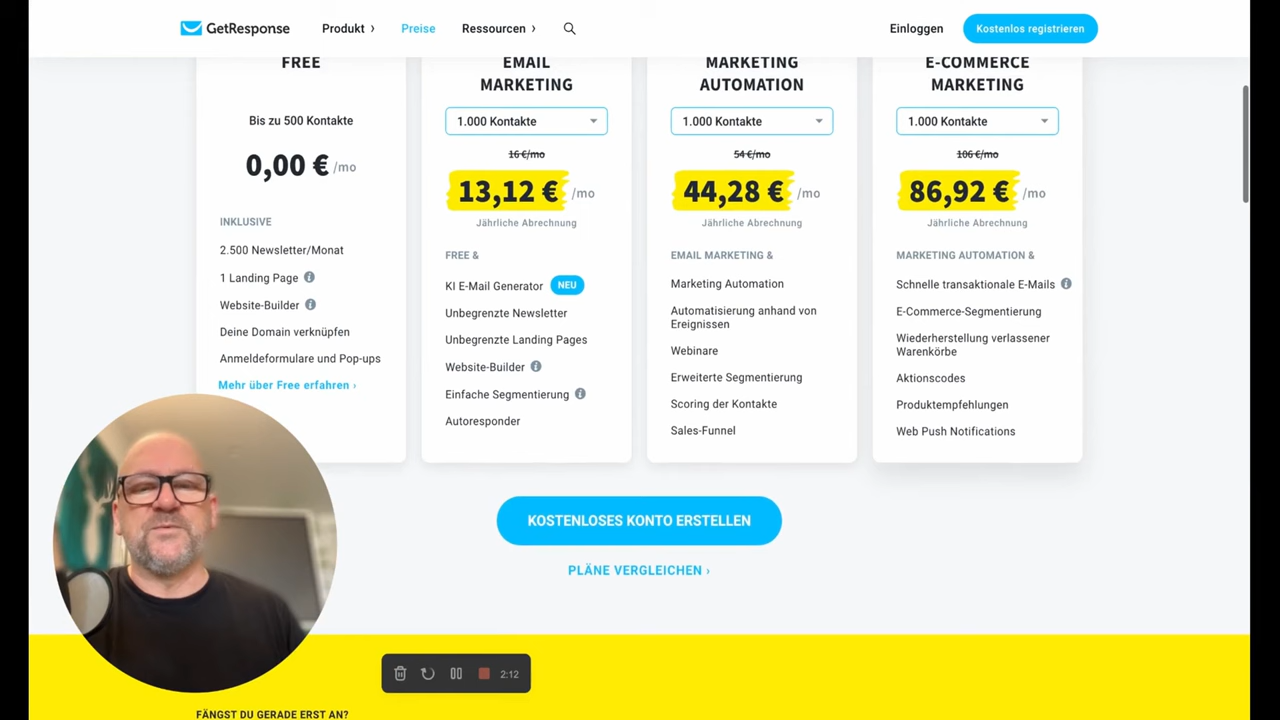 GetResponse
Produkt ›
Preise
Ressourcen ›
Einloggen
Kostenlos registrieren
FREE
Bis zu 500 Kontakte
0,00 € /mo
INKLUSIVE
2.500 Newsletter/Monat
1 Landing Page
Website-Builder
Deine Domain verknüpfen
Anmeldeformulare und Pop-ups
Mehr über Free erfahren ›
EMAIL
MARKETING
1.000 Kontakte
16 €/mo
13,12 € /mo
Jährliche Abrechnung
FREE &
KI E-Mail Generator NEU
Unbegrenzte Newsletter
Unbegrenzte Landing Pages
Website-Builder
Einfache Segmentierung
Autoresponder
MARKETING
AUTOMATION
1.000 Kontakte
54 €/mo
44,28 € /mo
Jährliche Abrechnung
EMAIL MARKETING &
Marketing Automation
Automatisierung anhand von
Ereignissen
Webinare
Erweiterte Segmentierung
Scoring der Kontakte
Sales-Funnel
E-COMMERCE
MARKETING
1.000 Kontakte
106 €/mo
86,92 € /mo
Jährliche Abrechnung
MARKETING AUTOMATION &
Schnelle transaktionale E-Mails
E-Commerce-Segmentierung
Wiederherstellung verlassener
Warenkörbe
Aktionscodes
Produktempfehlungen
Web Push Notifications
KOSTENLOSES KONTO ERSTELLEN
PLÄNE VERGLEICHEN ›
2:12
FÄNGST DU GERADE ERST AN?